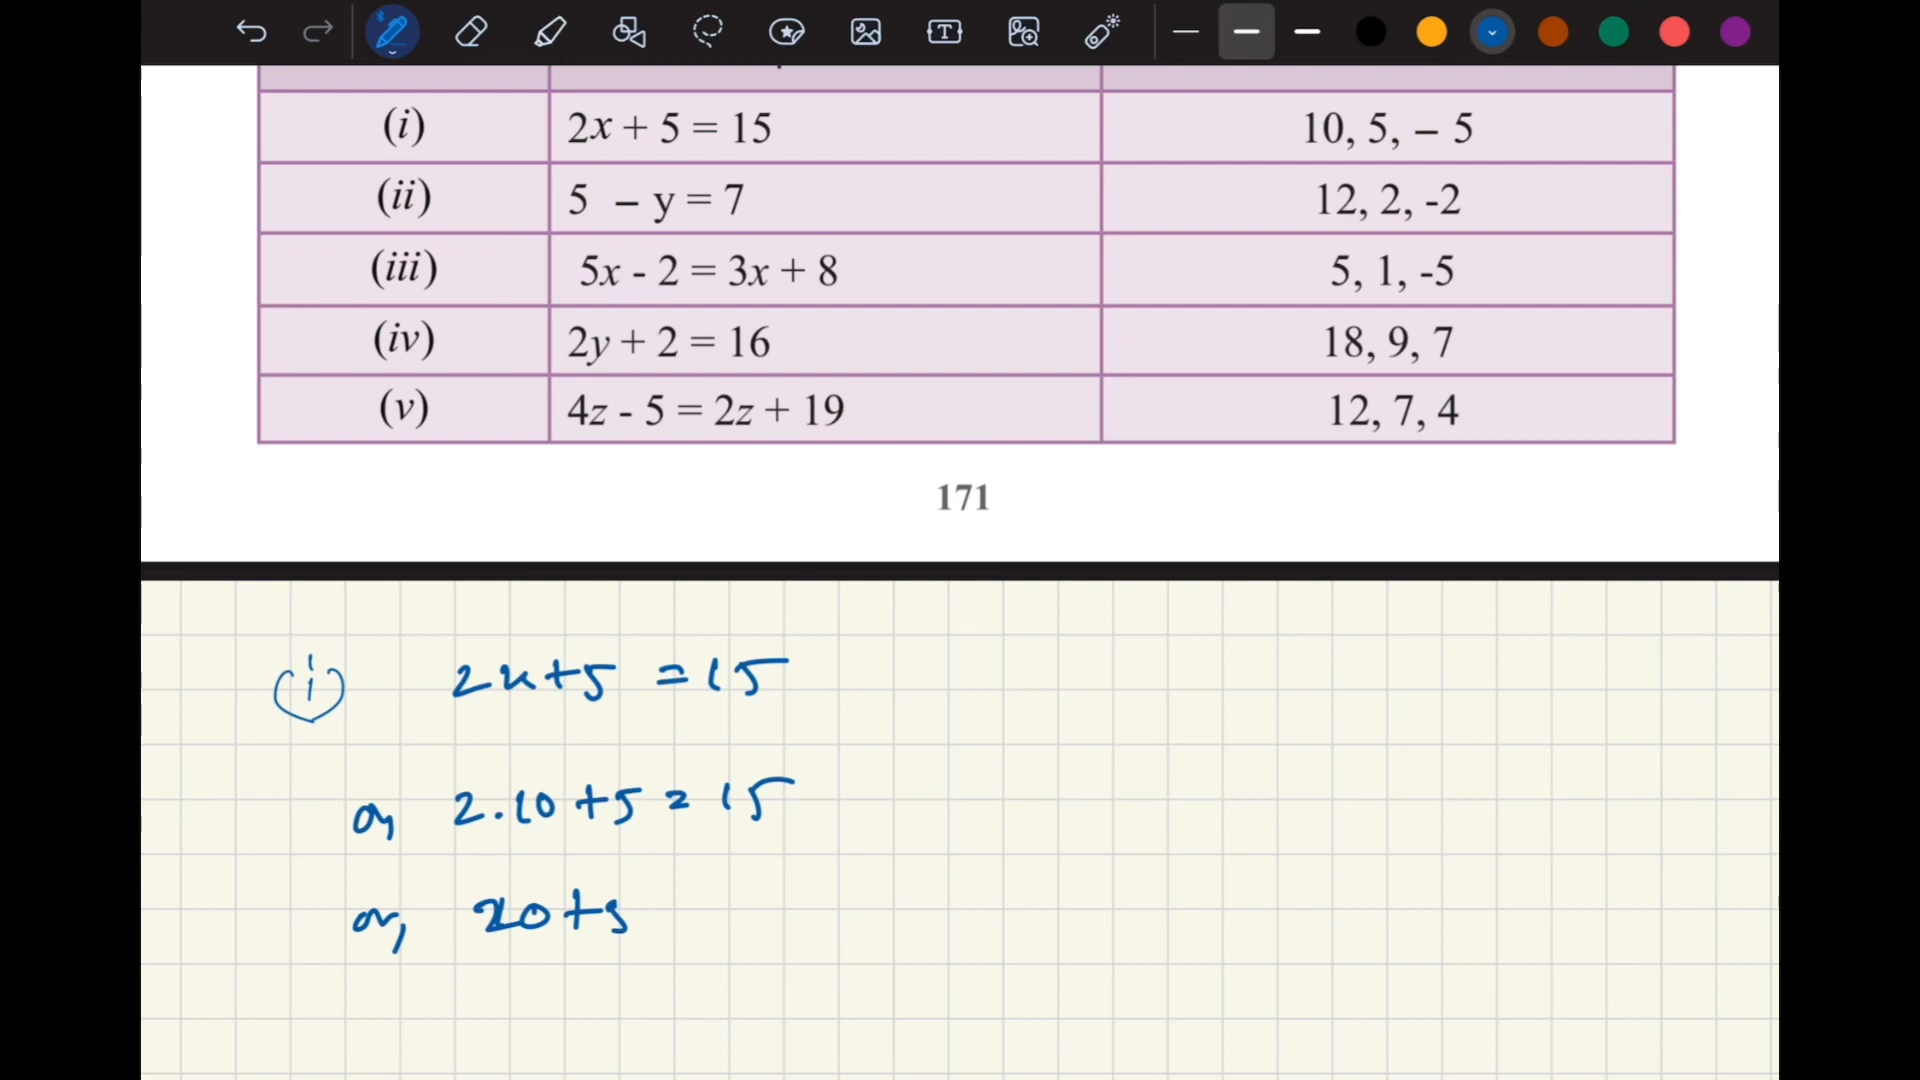 (i) 2x + 5 = 15 10, 5, – 5
(ii) 5 – y = 7 12, 2, -2
(iii) 5x - 2 = 3x + 8 5, 1, -5
(iv) 2y + 2 = 16 18, 9, 7
(v) 4z - 5 = 2z + 19 12, 7, 4
171
(i) 2x+5 = 15
or, 2.10+5 = 15
or, 20+5